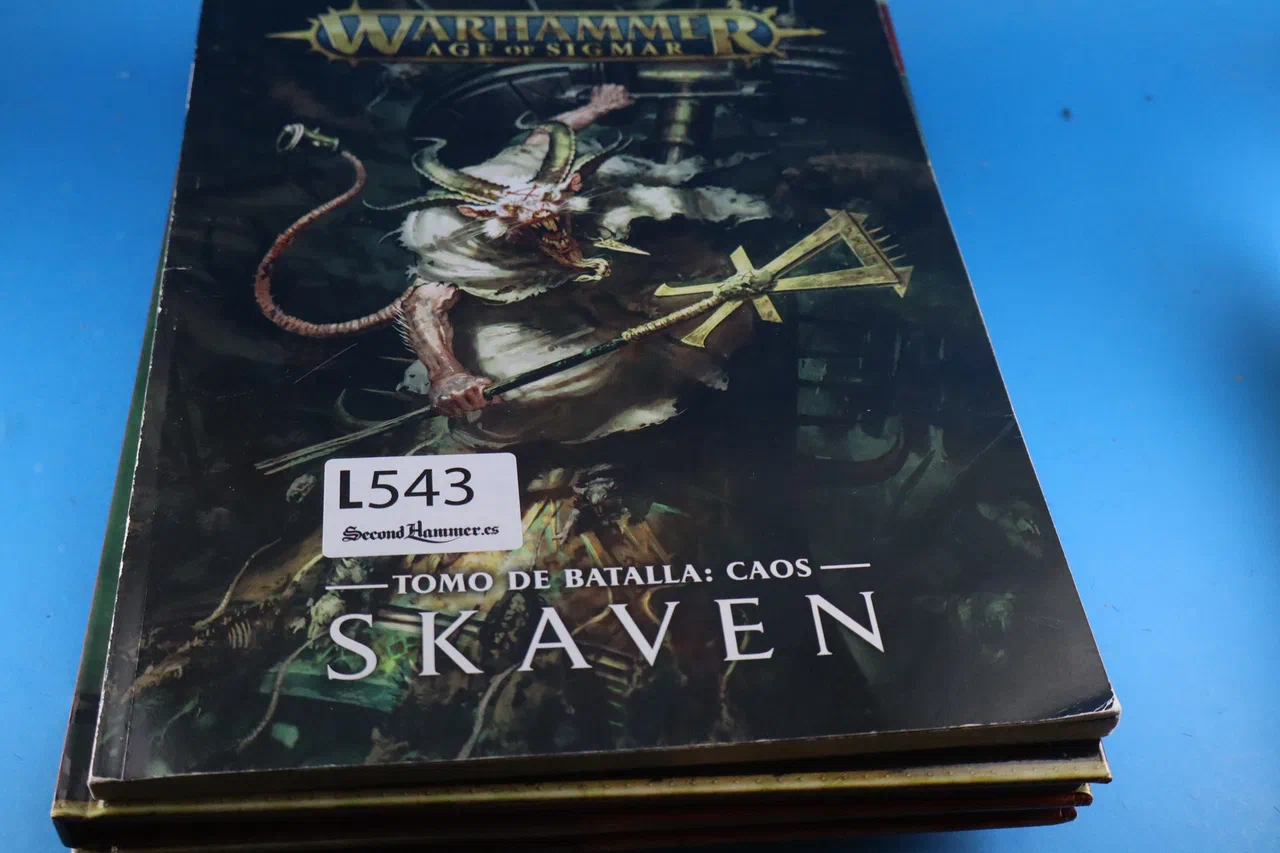 WARHAMMER
AGE OF SIGMAR
L543
SecondHammer.es
TOMO DE BATALLA: CAOS
SKAVEN